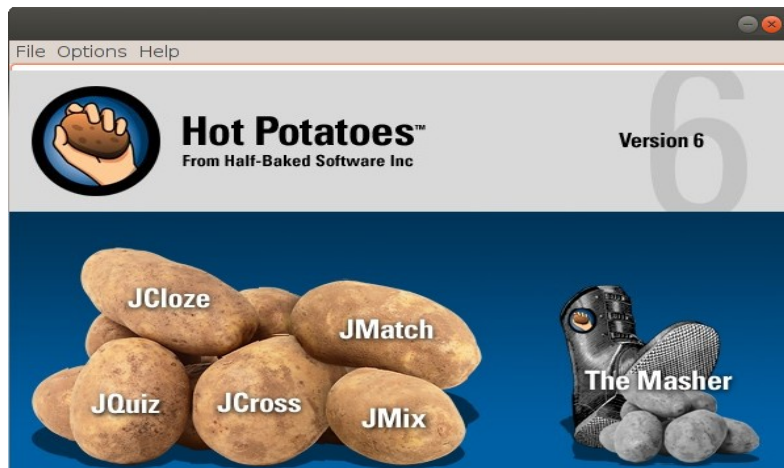 File Options Help
6
Hot Potatoes™
From Half-Baked Software Inc
Version 6
JCloze
JMatch
The Masher
JQuiz
JCross
JMix